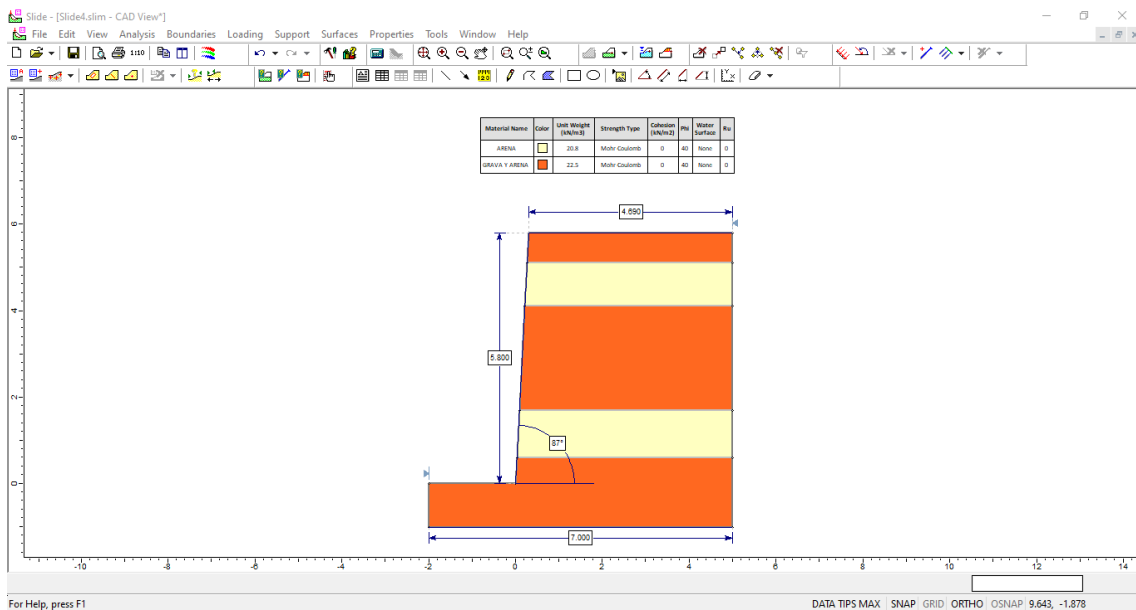 Slide - [Slide4.slim - CAD View*]
File Edit View Analysis Boundaries Loading Support Surfaces Properties Tools Window Help
1:10
120
Material Name Color Unit Weight (kN/m3) Strength Type Cohesion (kN/m2) Phi Water Surface Ru
ARENA 20.8 Mohr Coulomb 0 40 None 0
GRAVA Y ARENA 22.5 Mohr Coulomb 0 40 None 0
8
6
4
2
0
4.690
5.800
87°
7.000
-10 -8 -6 -4 -2 0 2 4 6 8 10 12 14
For Help, press F1
DATA TIPS MAX SNAP GRID ORTHO OSNAP 9.643, -1.878